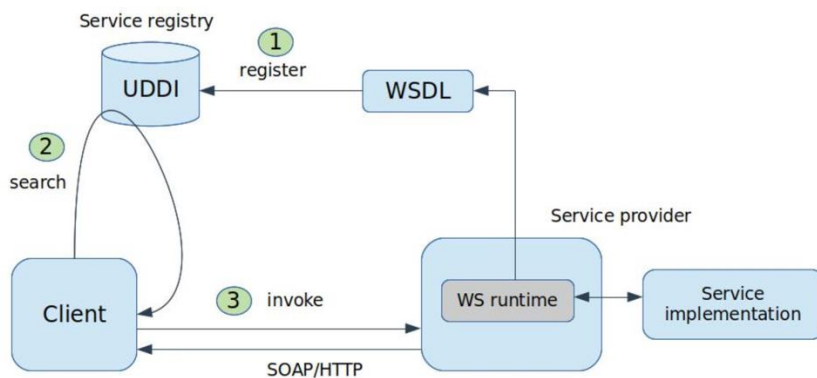 Service registry
1
register
UDDI
WSDL
2
search
Service provider
Client
3 invoke
WS runtime
Service
implementation
SOAP/HTTP